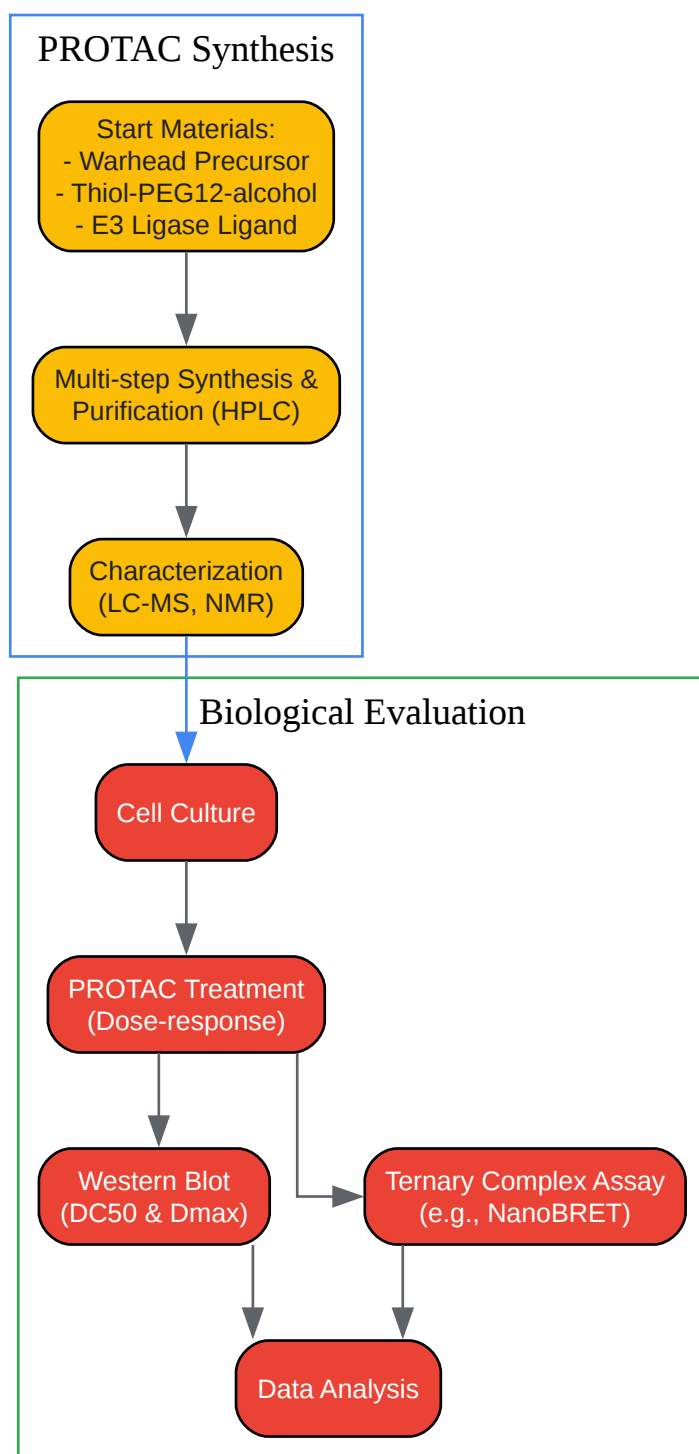 PROTAC Synthesis
Start Materials:
- Warhead Precursor
- Thiol-PEG12-alcohol
- E3 Ligase Ligand
Multi-step Synthesis &
Purification (HPLC)
Characterization
(LC-MS, NMR)
Biological Evaluation
Cell Culture
PROTAC Treatment
(Dose-response)
Western Blot
(DC50 & Dmax)
Ternary Complex Assay
(e.g., NanoBRET)
Data Analysis